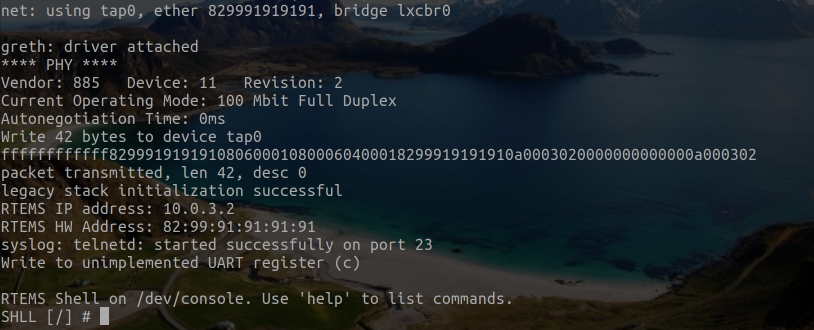 net: using tap0, ether 829991919191, bridge lxcbr0
greth: driver attached
**** PHY ****
Vendor: 885   Device: 11   Revision: 2
Current Operating Mode: 100 Mbit Full Duplex
Autonegotiation Time: 0ms
Write 42 bytes to device tap0
ffffffffffff82999191919108060001080006040001829991919191​0a0003020000000000000a000302
packet transmitted, len 42, desc 0
legacy stack initialization successful
RTEMS IP address: 10.0.3.2
RTEMS HW Address: 82:99:91:91:91:91
syslog: telnetd: started successfully on port 23
Write to unimplemented UART register (c)
RTEMS Shell on /dev/console. Use 'help' to list commands.
SHLL [/] #